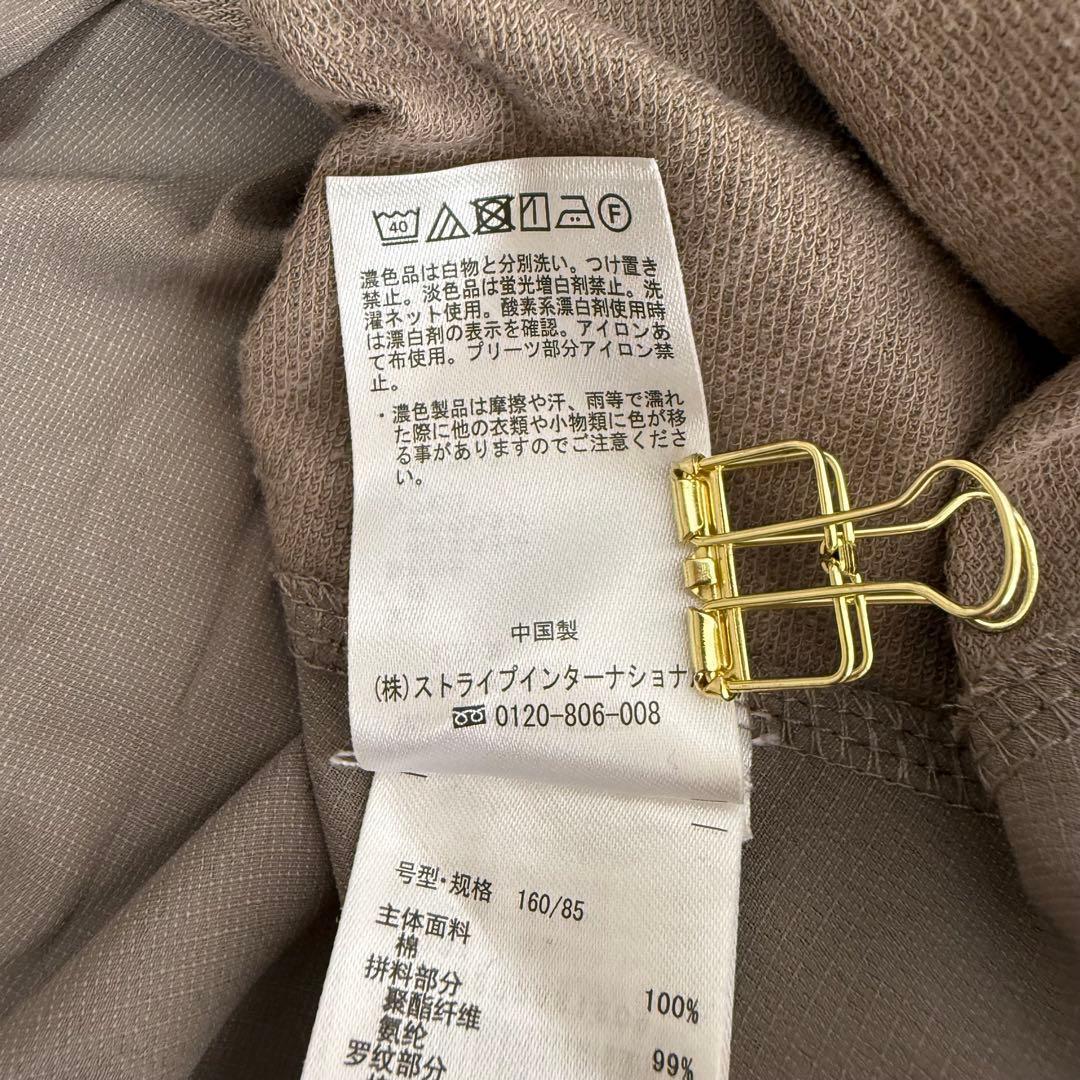 40
F
濃色品は白物と分別洗い。つけ置き
禁止。淡色品は蛍光増白剤禁止。洗
濯ネット使用。酸素系漂白剤使用時
は漂白剤の表示を確認。アイロンあ
て布使用。プリーツ部分アイロン禁
止。
・濃色製品は摩擦や汗、雨等で濡れ
た際に他の衣類や小物類に色が移
る事がありますのでご注意くださ
い。
中国製
(株)ストライプインターナショナ
0120-806-008
号型・规格 160/85
主体面料
棉 100%
拼料部分
聚酯纤维 99%
氨纶
罗纹部分